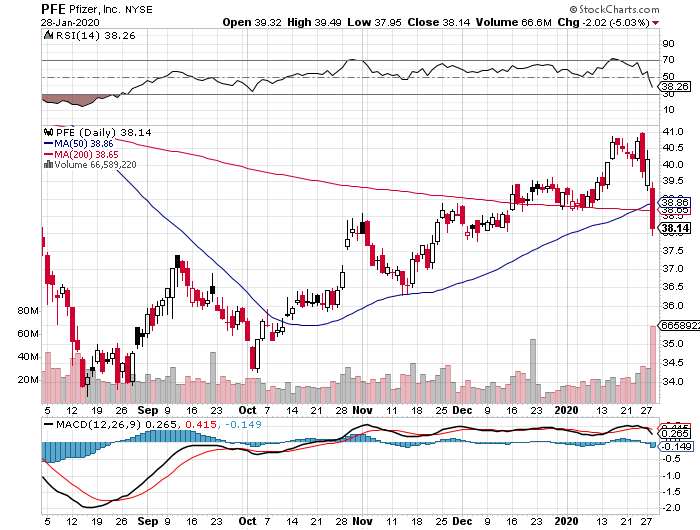 PFE Pfizer, Inc. NYSE © StockCharts.com
28-Jan-2020 Open 39.32 High 39.49 Low 37.95 Close 38.14 Volume 66.6M Chg -2.02 (-5.03%)
RSI(14) 38.26
90
70
50
38.26
30
10
PFE (Daily) 38.14
MA(50) 38.86
MA(200) 38.65
Volume 66,589,220
41.0
40.5
40.0
39.5
39.0
38.86
38.65
38.5
38.14
37.5
37.0
36.5
36.0
6658922
35.0
34.5
34.0
80M
60M
40M
20M
5 12 19 26 Sep 9 16 23 Oct 7 14 21 28 Nov 11 18 25 Dec 9 16 23 2020 13 21 27
MACD(12,26,9) 0.265, 0.415, -0.149
0.415
0.265
-0.149
-0.5
-1.0
-1.5
-2.0
5 12 19 26 Sep 9 16 23 Oct 7 14 21 28 Nov 11 18 25 Dec 9 16 23 2020 13 21 27